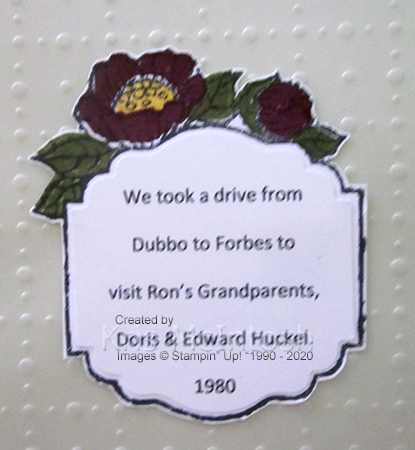 We took a drive from
Dubbo to Forbes to
visit Ron's Grandparents,
Created by
Doris & Edward Huckel.
Images © Stampin' Up! 1990 - 2020
1980